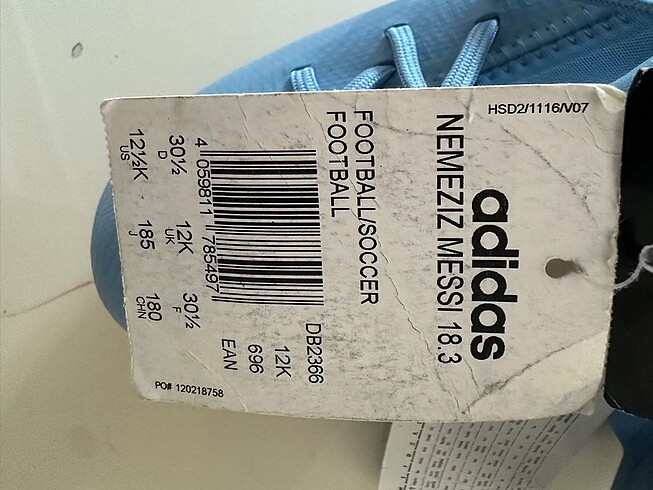 HSD2/1116/V07
adidas
NEMEZIZ MESSI 18.3
FOOTBALL/SOCCER
FOOTBALL
DB2366
12K
696
EAN
4 059811 785497
30½ 12K 30½
D UK F
12½K 185 180
US J CHN
PO# 120218758